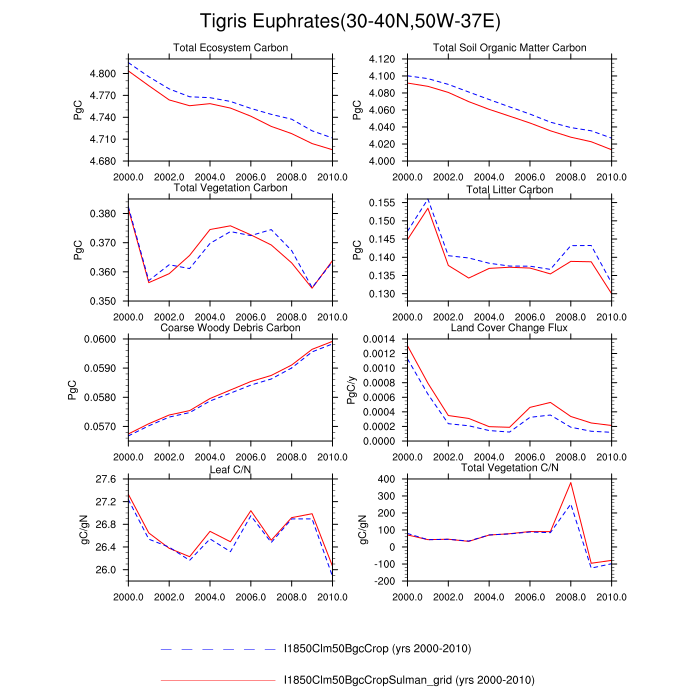 Tigris Euphrates(30-40N,50W-37E)
Total Ecosystem Carbon
PgC
4.800
4.770
4.740
4.710
4.680
2000.0 2002.0 2004.0 2006.0 2008.0 2010.0
Total Soil Organic Matter Carbon
PgC
4.120
4.100
4.080
4.060
4.040
4.020
4.000
2000.0 2002.0 2004.0 2006.0 2008.0 2010.0
Total Vegetation Carbon
PgC
0.380
0.370
0.360
0.350
2000.0 2002.0 2004.0 2006.0 2008.0 2010.0
Total Litter Carbon
PgC
0.155
0.150
0.145
0.140
0.135
0.130
2000.0 2002.0 2004.0 2006.0 2008.0 2010.0
Coarse Woody Debris Carbon
PgC
0.0600
0.0590
0.0580
0.0570
2000.0 2002.0 2004.0 2006.0 2008.0 2010.0
Land Cover Change Flux
PgC/y
0.0014
0.0012
0.0010
0.0008
0.0006
0.0004
0.0002
0.0000
2000.0 2002.0 2004.0 2006.0 2008.0 2010.0
Leaf C/N
gC/gN
27.6
27.2
26.8
26.4
26.0
2000.0 2002.0 2004.0 2006.0 2008.0 2010.0
Total Vegetation C/N
gC/gN
400
300
200
100
0
-100
-200
2000.0 2002.0 2004.0 2006.0 2008.0 2010.0
I1850Clm50BgcCrop (yrs 2000-2010)
I1850Clm50BgcCropSulman_grid (yrs 2000-2010)